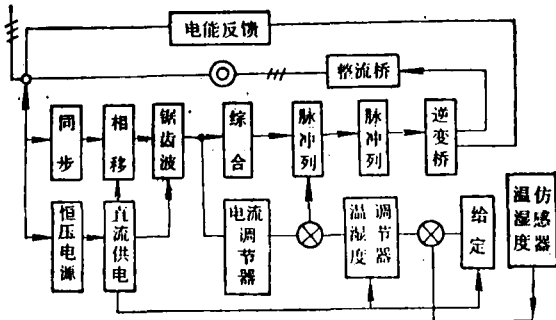 电能反馈
整流桥
同步
相移
锯齿波
综合
脉冲列
脉冲列
逆变桥
恒压电源
直流供电
电流调节器
温湿度调节器
给定
温湿度仿感器